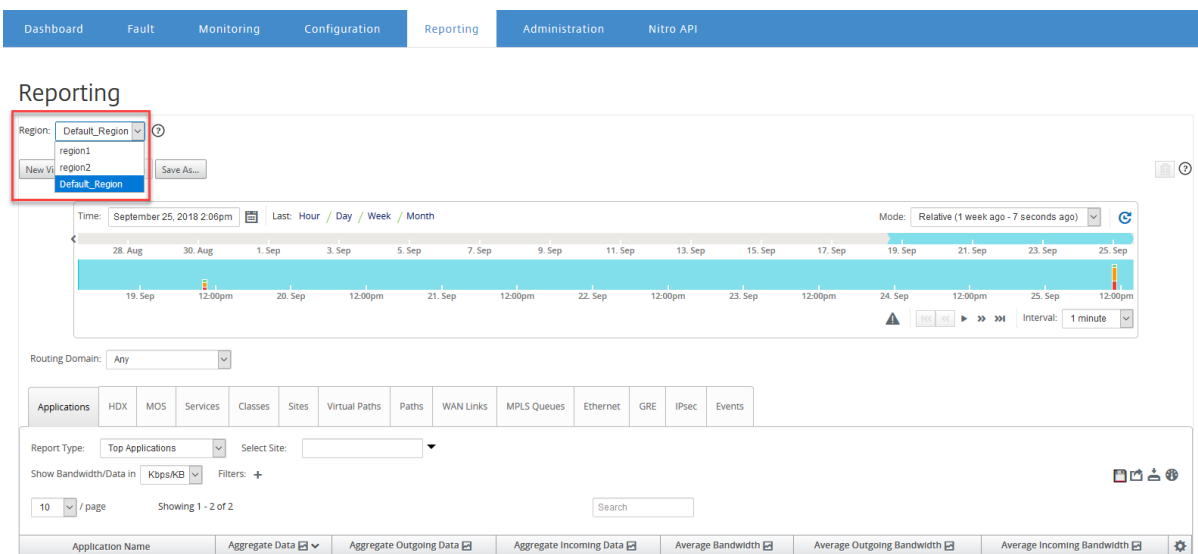 Dashboard Fault Monitoring Configuration Reporting Administration Nitro API
Reporting
Region: Default_Region ?
region1
region2
Default_Region
New Vi Save As... ?
Time: September 25, 2018 2:06pm Last: Hour / Day / Week / Month Mode: Relative (1 week ago - 7 seconds ago)
28. Aug 30. Aug 1. Sep 3. Sep 5. Sep 7. Sep 9. Sep 11. Sep 13. Sep 15. Sep 17. Sep 19. Sep 21. Sep 23. Sep 25. Sep
19. Sep 12:00pm 20. Sep 12:00pm 21. Sep 12:00pm 22. Sep 12:00pm 23. Sep 12:00pm 24. Sep 12:00pm 25. Sep 12:00pm
Interval: 1 minute
Routing Domain: Any
Applications HDX MOS Services Classes Sites Virtual Paths Paths WAN Links MPLS Queues Ethernet GRE IPsec Events
Report Type: Top Applications Select Site:
Show Bandwidth/Data in Kbps/KB Filters: +
10 / page Showing 1 - 2 of 2 Search
Application Name Aggregate Data Aggregate Outgoing Data Aggregate Incoming Data Average Bandwidth Average Outgoing Bandwidth Average Incoming Bandwidth